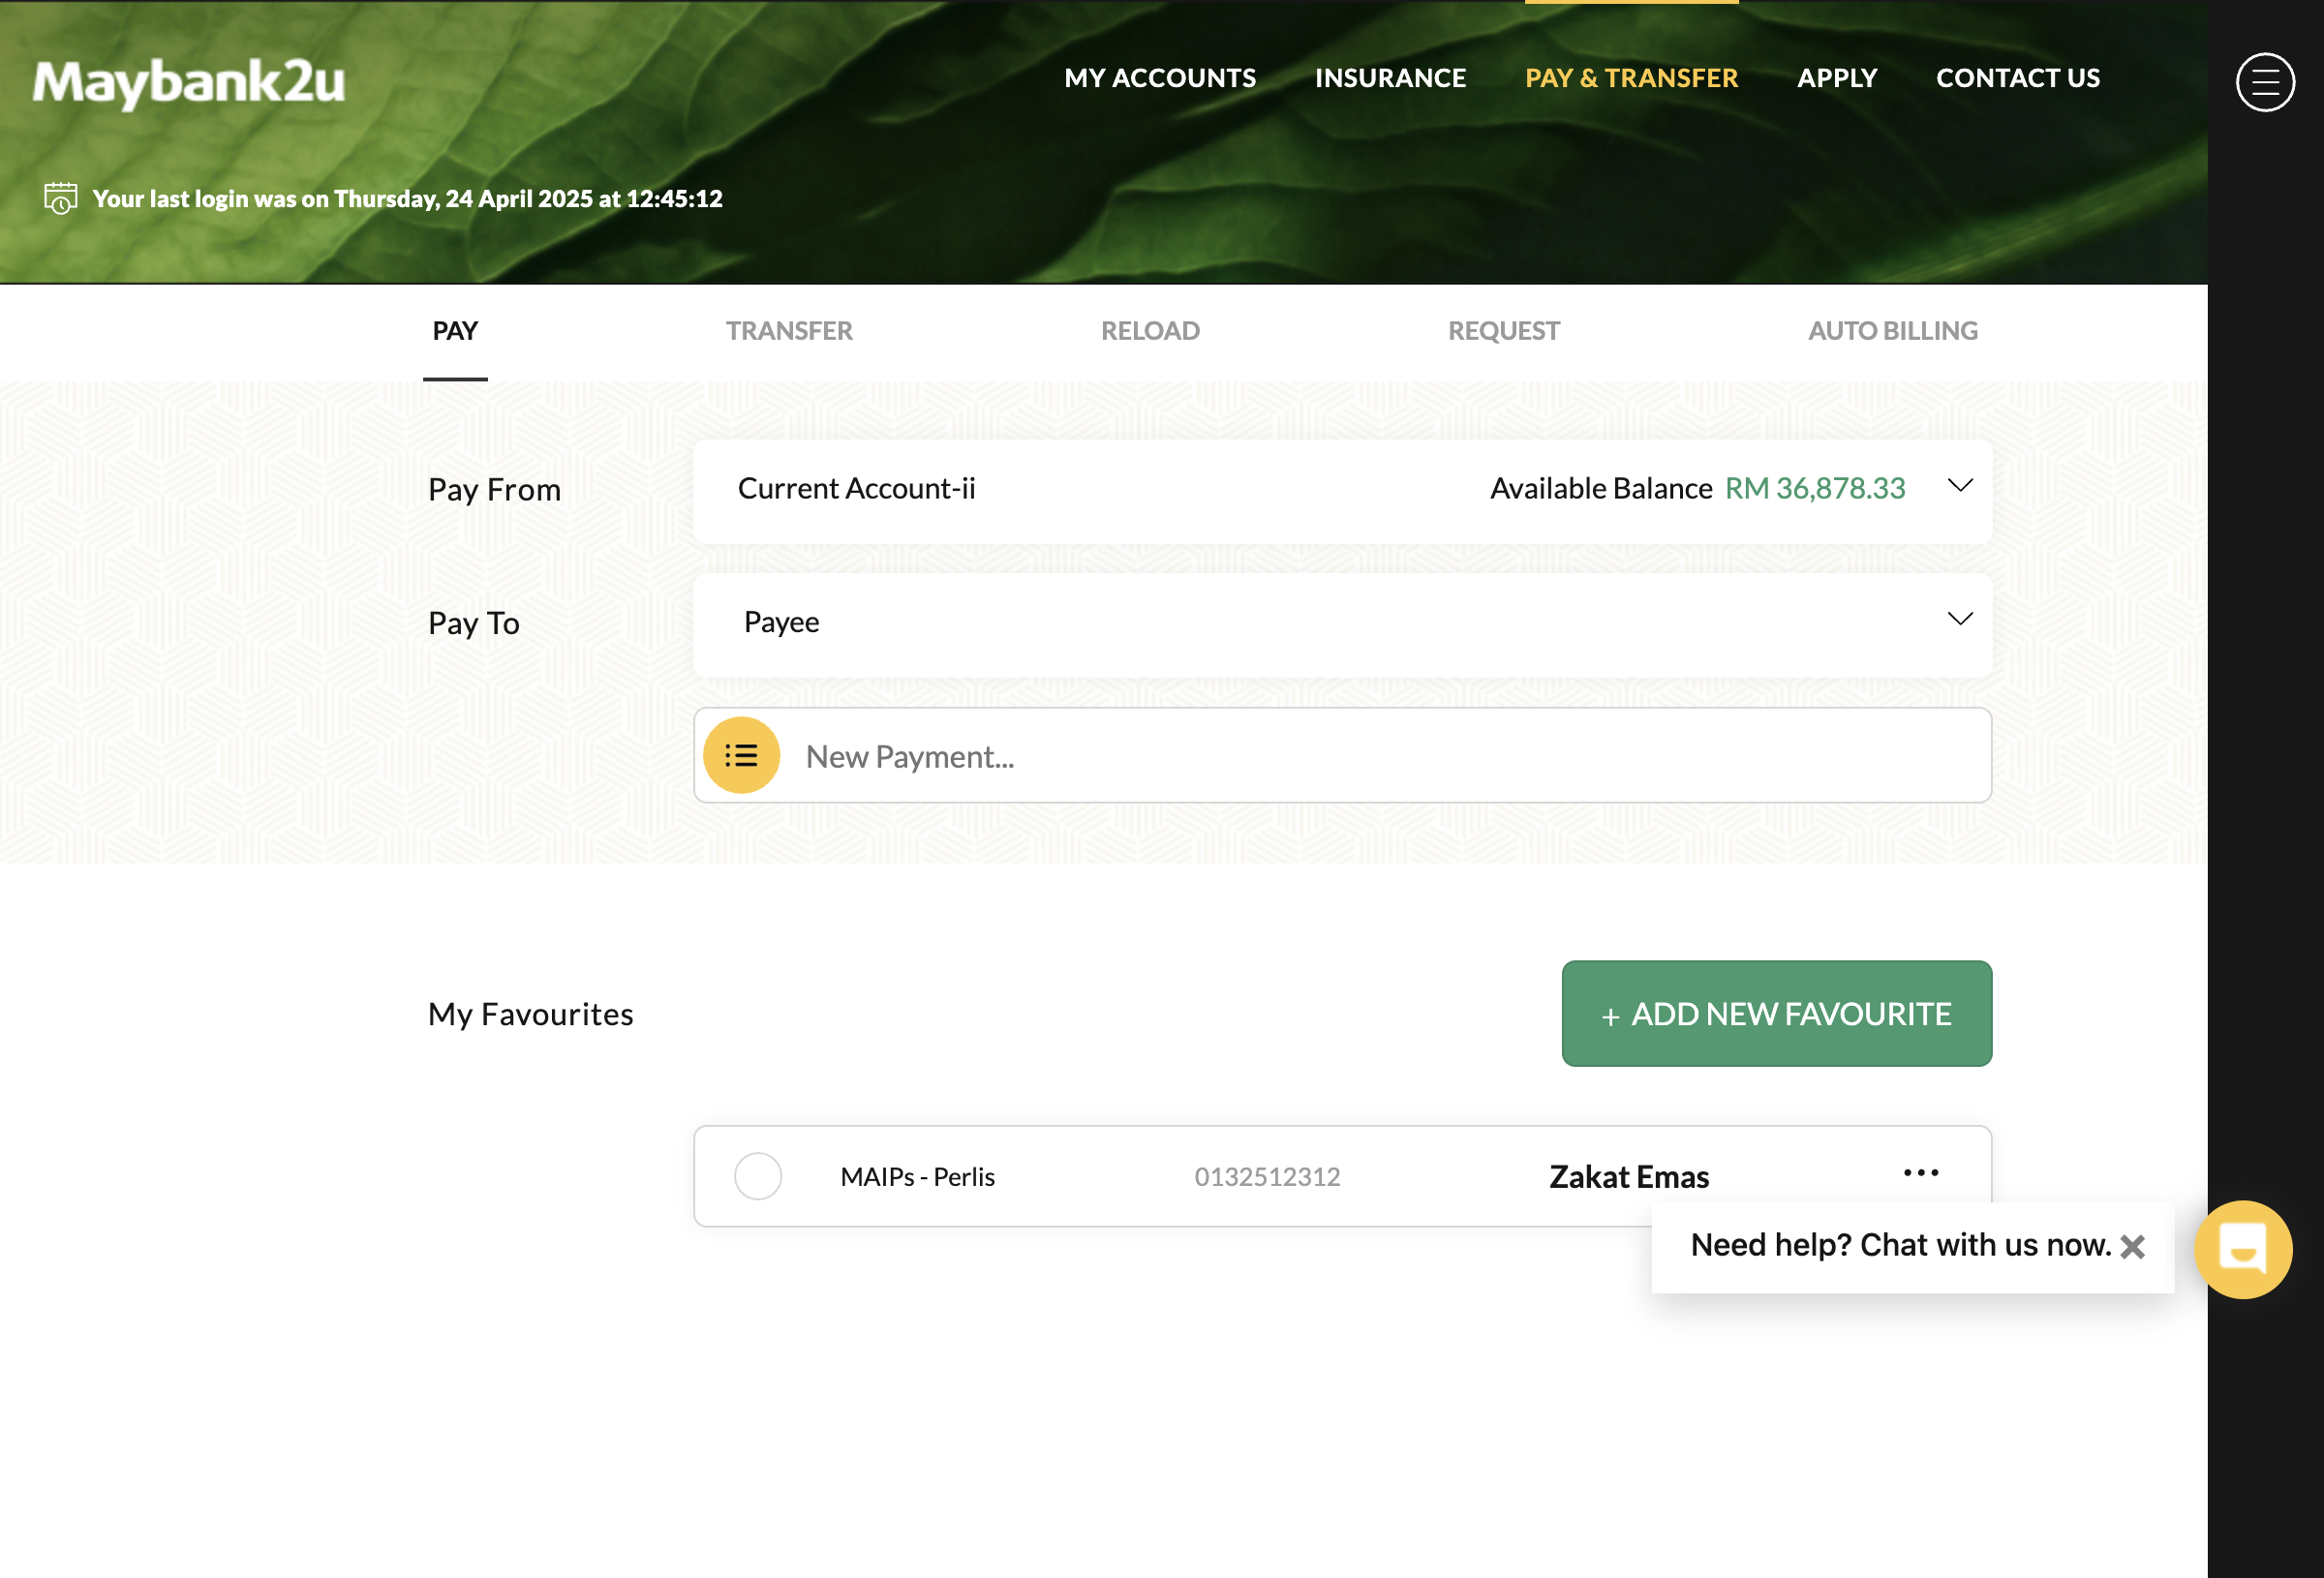 Maybank2u
MY ACCOUNTS INSURANCE PAY & TRANSFER APPLY CONTACT US
Your last login was on Thursday, 24 April 2025 at 12:45:12
PAY TRANSFER RELOAD REQUEST AUTO BILLING
Pay From Current Account-ii Available Balance RM 36,878.33
Pay To Payee
New Payment...
My Favourites + ADD NEW FAVOURITE
MAIPs - Perlis 0132512312 Zakat Emas
Need help? Chat with us now.